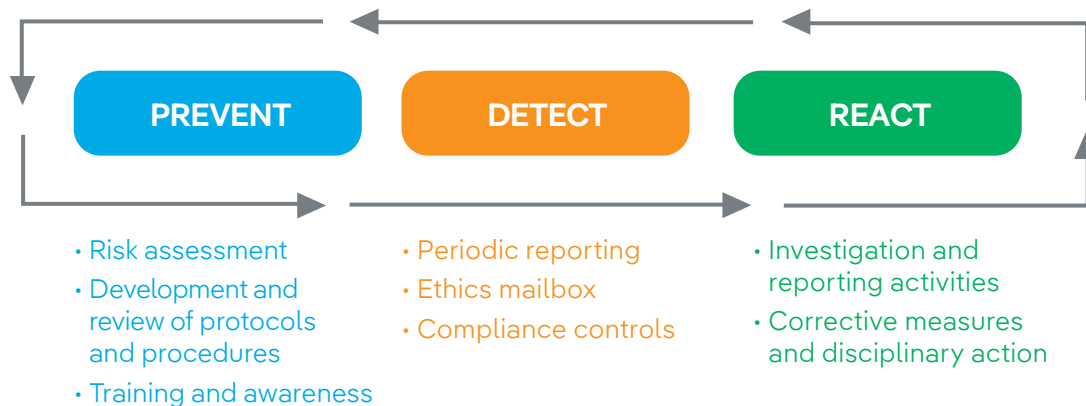 PREVENT
DETECT
REACT
• Risk assessment
• Development and
review of protocols
and procedures
• Training and awareness
• Periodic reporting
• Ethics mailbox
• Compliance controls
• Investigation and
reporting activities
• Corrective measures
and disciplinary action